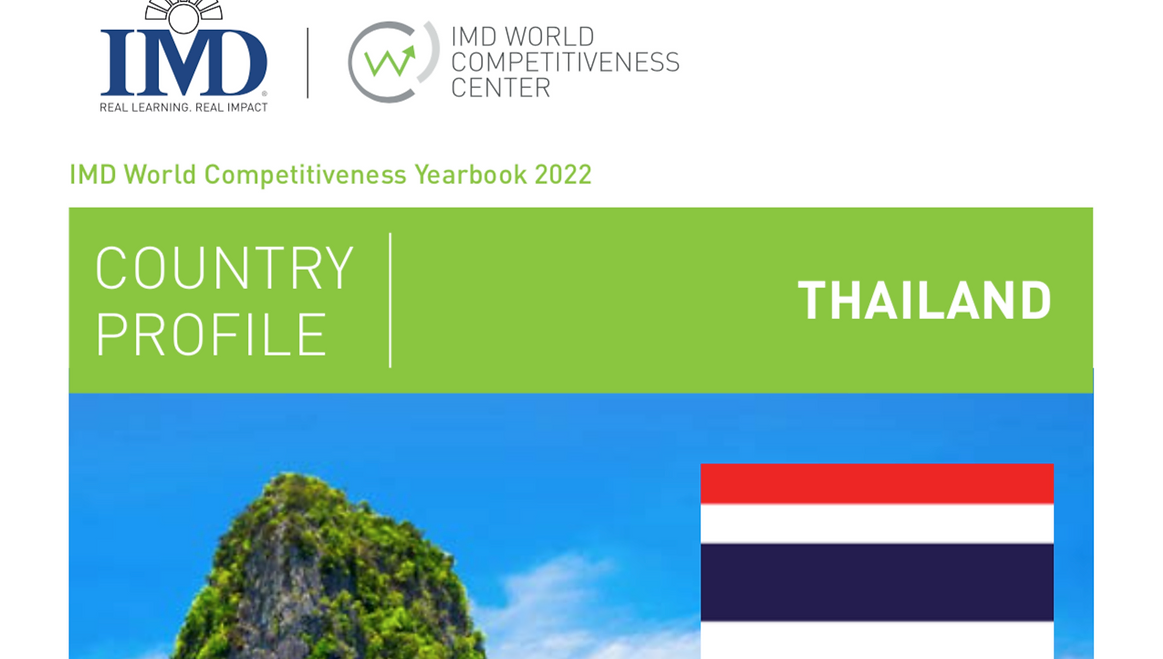 IMD®
REAL LEARNING. REAL IMPACT
IMD WORLD
COMPETITIVENESS
CENTER
IMD World Competitiveness Yearbook 2022
COUNTRY
PROFILE
THAILAND